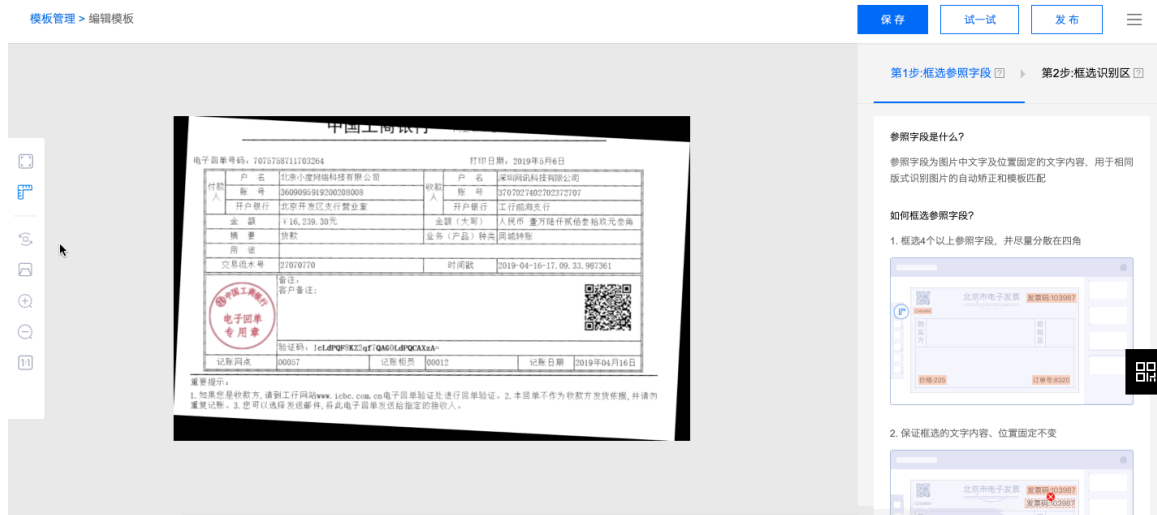 模板管理 > 编辑模板
保存 试一试 发布
第1步:框选参照字段 ? 第2步:框选识别区 ?
中国工商银行
电子回单号码：7075758711703264 打印日期：2019年5月6日
付款人 户 名 北京小度网络科技有限公司 收款人 户 名 深圳网讯科技有限公司
账 号 3609095919200208008 账 号 3707027402702372707
开户银行 北京开发区支行营业室 开户银行 工行前海支行
金 额 ￥16,239.30元 金额（大写） 人民币 壹万陆仟贰佰叁拾玖元叁角
摘 要 货款 业务（产品）种类 同城转账
用 途
交易流水号 27070770 时间戳 2019-04-16-17.09.33.987361
备注：
客户备注：
中国工商银行
电子回单
专用章
验证码：
记账网点 00057 记账柜员 00012 记账日期 2019年04月16日
重要提示：
1.如果您是收款方,请到工行网站www.icbc.com.cn电子回单验证处进行回单验证。2.本回单不作为收款方发货依据,并请勿
重复记账。3.您可以选择发送邮件,将此电子回单发送给指定的接收人。
1:1
参照字段是什么?
参照字段为图片中文字及位置固定的文字内容，用于相同
版式识别图片的自动矫正和模板匹配
如何框选参照字段?
1. 框选4个以上参照字段，并尽量分散在四角
北京市电子发票 发票码:103987
购买方
价格:225 订单号:8320
2. 保证框选的文字内容、位置固定不变
北京市电子发票 发票码:103987
发票码:103987